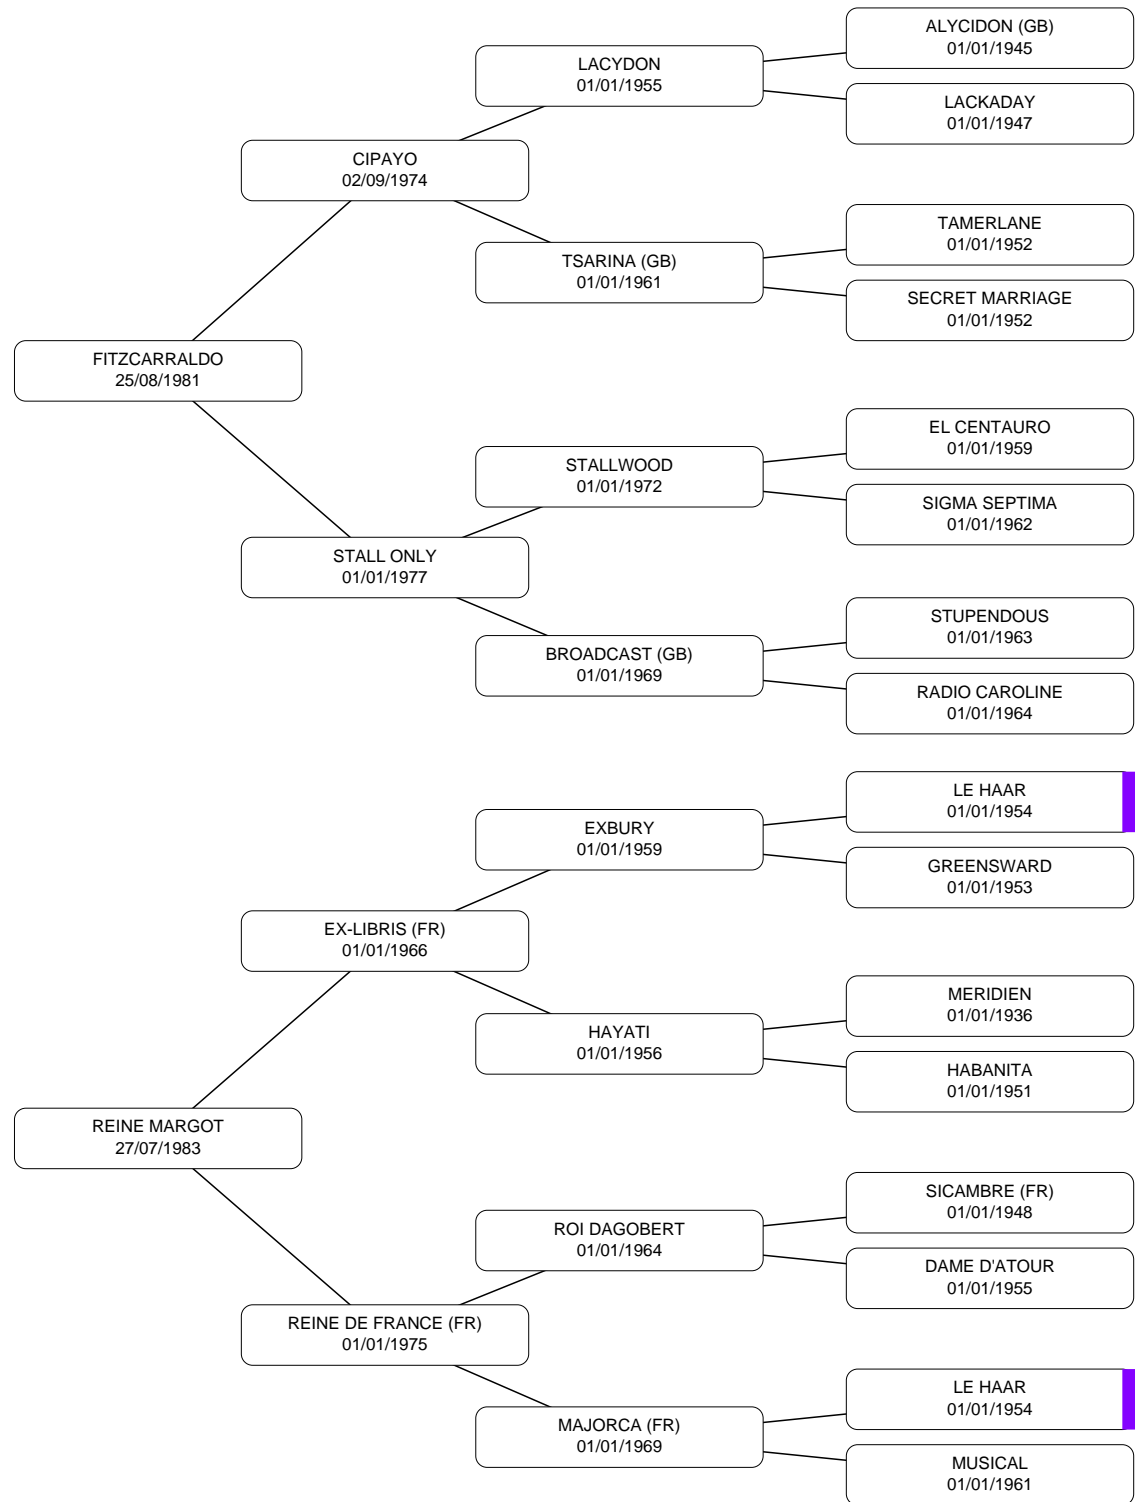 ALYCIDON (GB)
01/01/1945
LACYDON
01/01/1955
LACKADAY
01/01/1947
CIPAYO
02/09/1974
TAMERLANE
01/01/1952
TSARINA (GB)
01/01/1961
SECRET MARRIAGE
01/01/1952
FITZCARRALDO
25/08/1981
EL CENTAURO
01/01/1959
STALLWOOD
01/01/1972
SIGMA SEPTIMA
01/01/1962
STALL ONLY
01/01/1977
STUPENDOUS
01/01/1963
BROADCAST (GB)
01/01/1969
RADIO CAROLINE
01/01/1964
LE HAAR
01/01/1954
EXBURY
01/01/1959
GREENSWARD
01/01/1953
EX-LIBRIS (FR)
01/01/1966
MERIDIEN
01/01/1936
HAYATI
01/01/1956
HABANITA
01/01/1951
REINE MARGOT
27/07/1983
SICAMBRE (FR)
01/01/1948
ROI DAGOBERT
01/01/1964
DAME D'ATOUR
01/01/1955
REINE DE FRANCE (FR)
01/01/1975
LE HAAR
01/01/1954
MAJORCA (FR)
01/01/1969
MUSICAL
01/01/1961